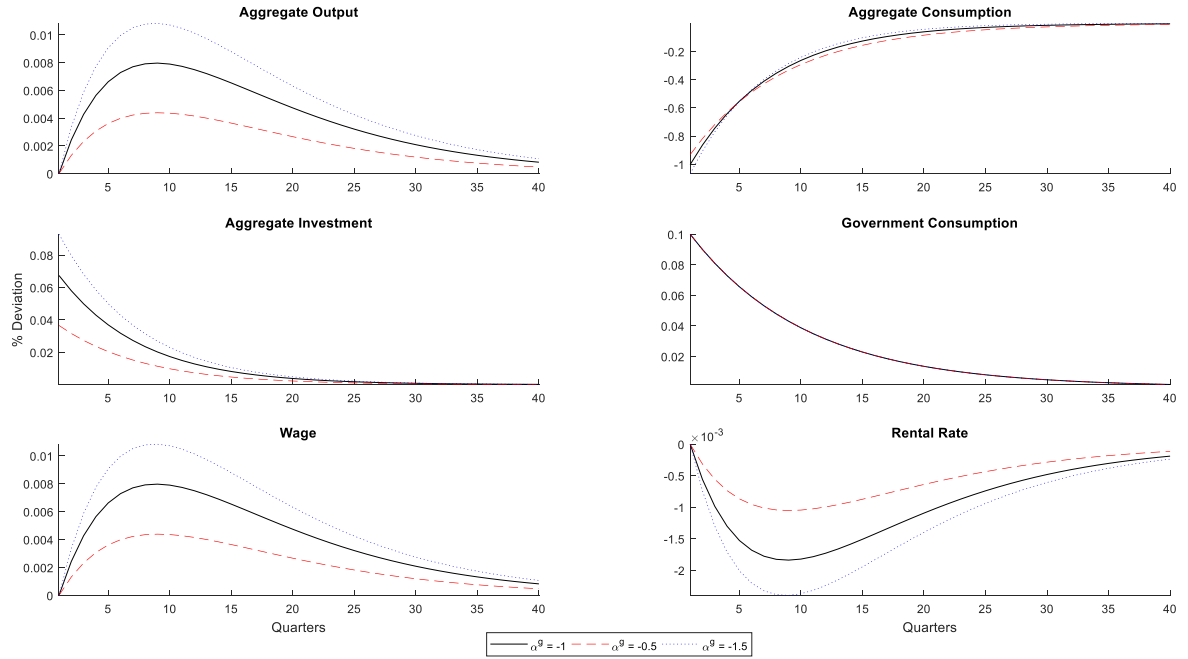 Aggregate Output
0.01
0.008
0.006
0.004
0.002
0
5 10 15 20 25 30 35 40
Aggregate Consumption
-0.2
-0.4
-0.6
-0.8
-1
5 10 15 20 25 30 35 40
Aggregate Investment
% Deviation
0.08
0.06
0.04
0.02
5 10 15 20 25 30 35 40
Government Consumption
0.1
0.08
0.06
0.04
0.02
5 10 15 20 25 30 35 40
Wage
0.01
0.008
0.006
0.004
0.002
0
5 10 15 20 25 30 35 40
Quarters
Rental Rate
×10⁻³
0
-0.5
-1
-1.5
-2
5 10 15 20 25 30 35 40
Quarters
αᵍ = -1 αᵍ = -0.5 αᵍ = -1.5